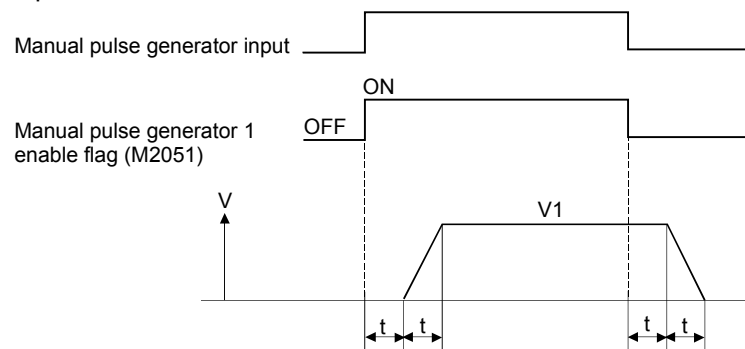 Manual pulse generator input
ON
Manual pulse generator 1
OFF
enable flag (M2051)
V
V1
t t t t